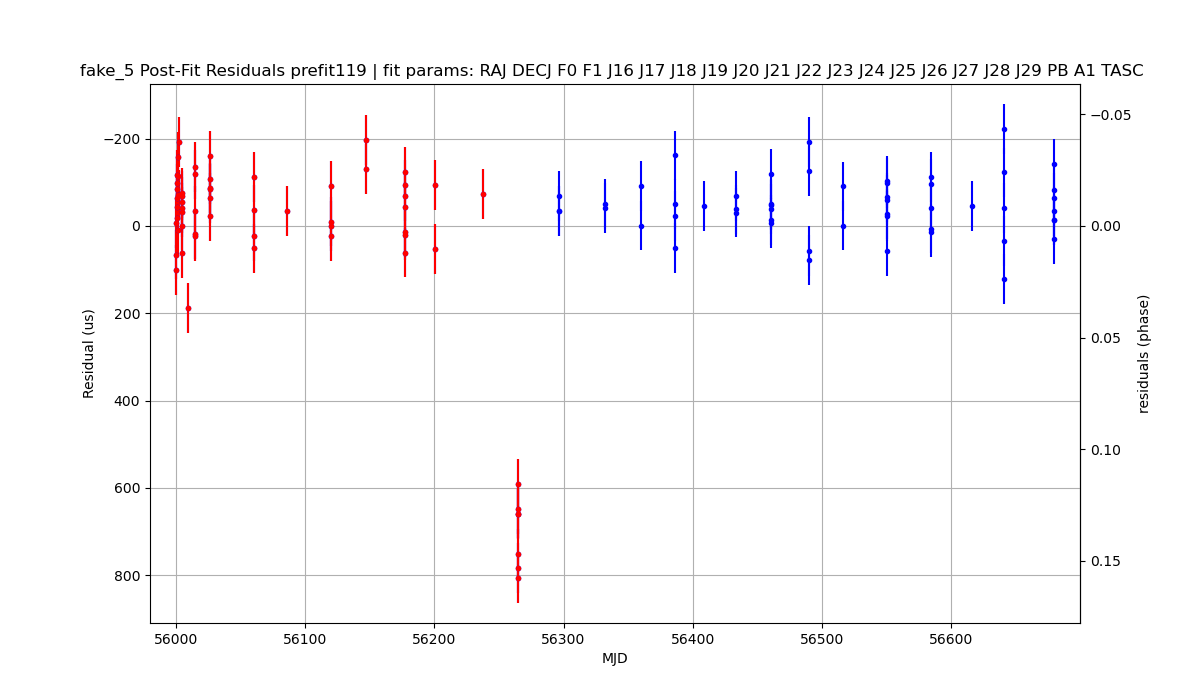 fake_5 Post-Fit Residuals prefit119 | fit params: RAJ DECJ F0 F1 J16 J17 J18 J19 J20 J21 J22 J23 J24 J25 J26 J27 J28 J29 PB A1 TASC
Residual (us)
−200
0
200
400
600
800
−0.05
0.00
0.05
0.10
0.15
residuals (phase)
56000 56100 56200 56300 56400 56500 56600
MJD